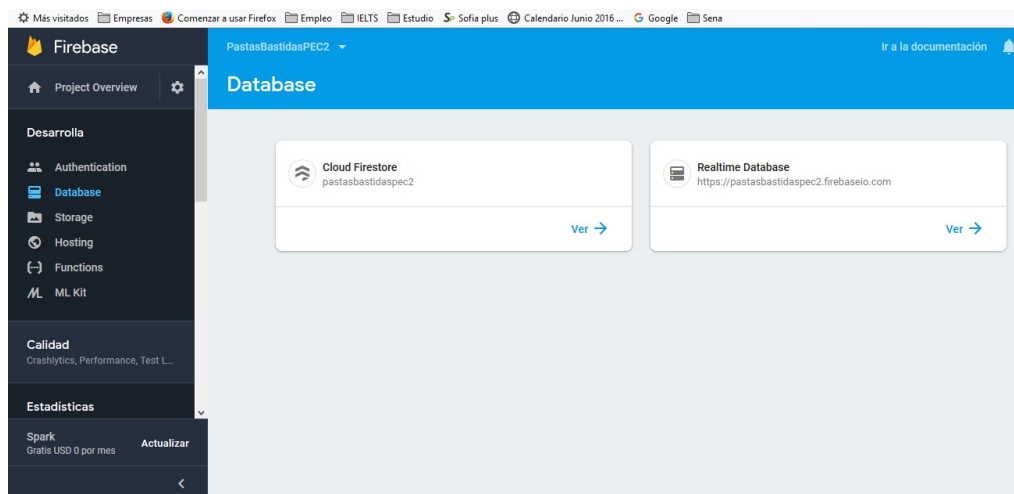 Más visitados Empresas Comenzar a usar Firefox Empleo IELTS Estudio Sofia plus Calendario Junio 2016 ... Google Sena
Firebase
PastasBastidasPEC2
Ir a la documentación
Project Overview
Database
Desarrolla
Authentication
Database
Storage
Hosting
Functions
ML Kit
Cloud Firestore
pastasbastidaspec2
Ver →
Realtime Database
https://pastasbastidaspec2.firebaseio.com
Ver →
Calidad
Crashlytics, Performance, Test L...
Estadísticas
Spark
Gratis USD 0 por mes
Actualizar